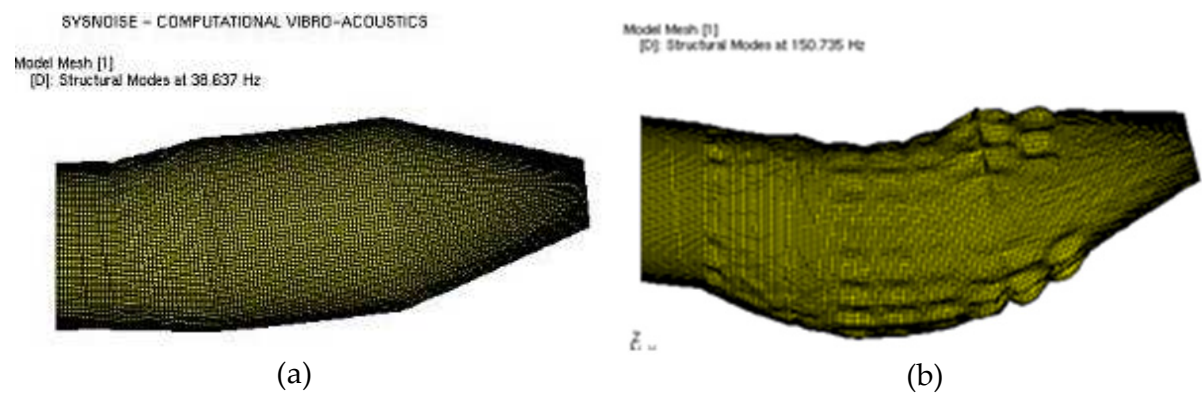 SYSNOISE – COMPUTATIONAL VIBRO–ACOUSTICS
Model Mesh [1]
[D]: Structural Modes at 38.637 Hz
(a)
Model Mesh [1]
[D]: Structural Modes at 150.735 Hz
Z
(b)